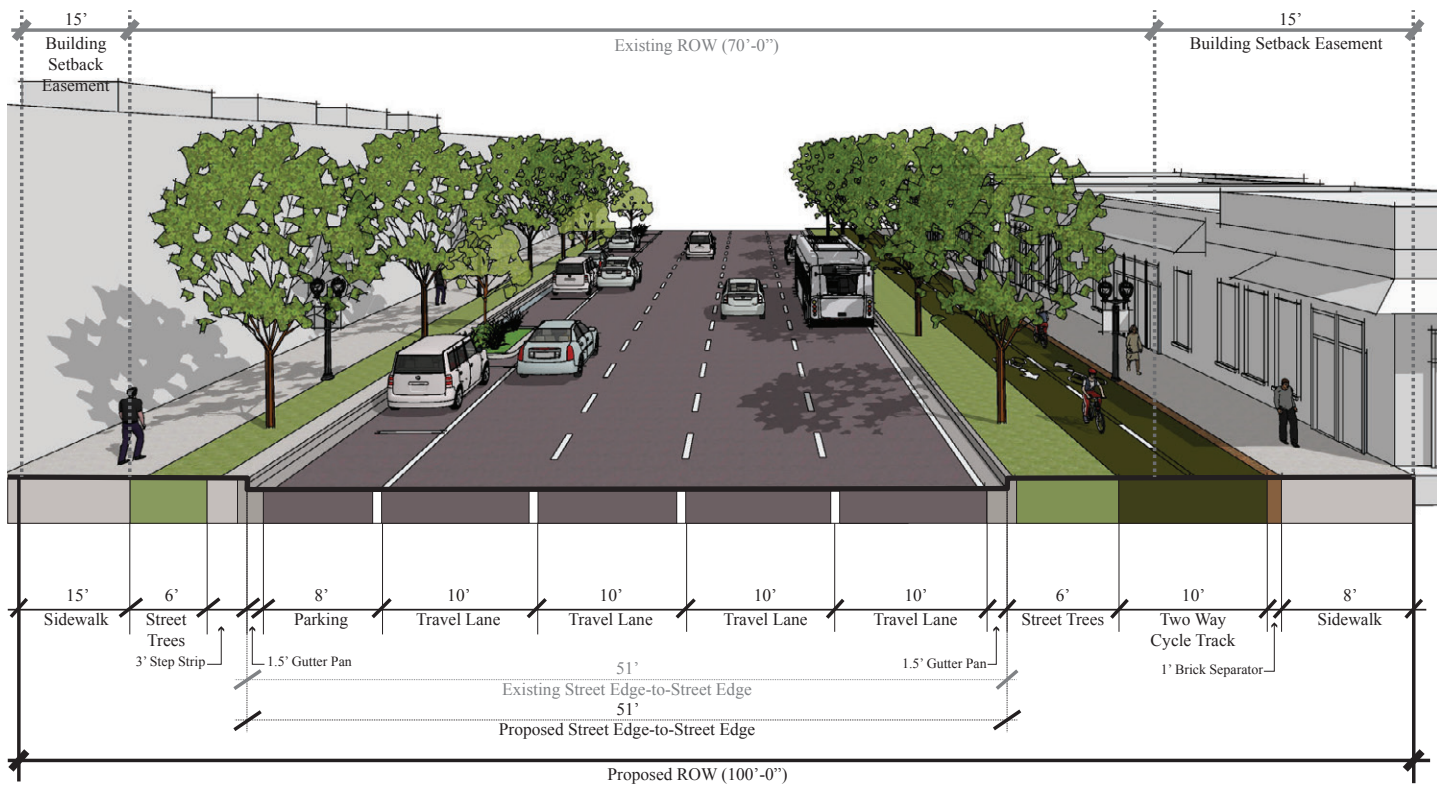 15’
Building
Setback
Easement
Existing ROW (70’-0”)
15’
Building Setback Easement
15’
Sidewalk
6’
Street
Trees
3’ Step Strip
1.5’ Gutter Pan
8’
Parking
10’
Travel Lane
10’
Travel Lane
10’
Travel Lane
10’
Travel Lane
1.5’ Gutter Pan
6’
Street Trees
10’
Two Way
Cycle Track
1’ Brick Separator
8’
Sidewalk
51’
Existing Street Edge-to-Street Edge
51’
Proposed Street Edge-to-Street Edge
Proposed ROW (100’-0”)